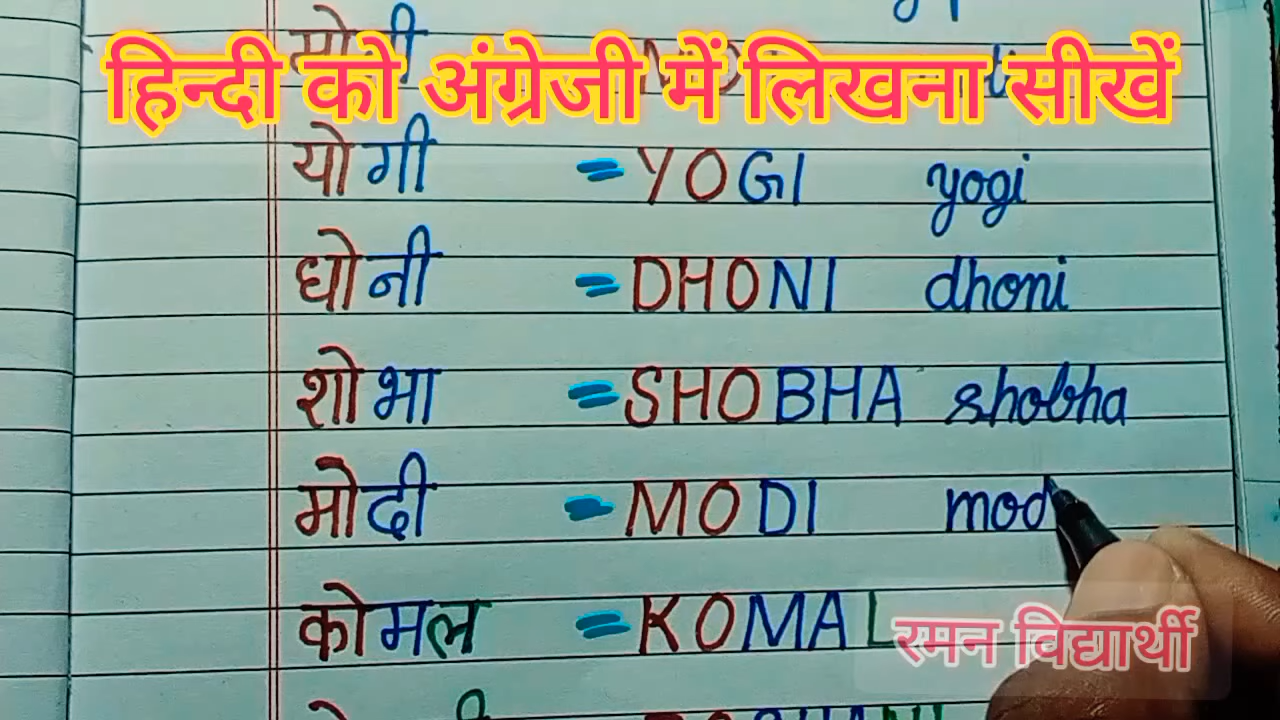 हिन्दी को अंग्रेजी में लिखना सीखें
योगी = YOGI yogi
धोनी = DHONI dhoni
शोभा = SHOBHA shobha
मोदी = MODI mod
कोमल = KOMAL
रमन विद्यार्थी